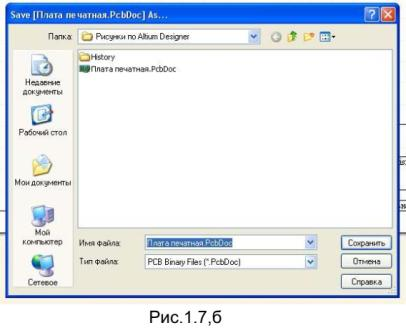 Save [Плата печатная.PcbDoc] As...
Папка: Рисунки по Altium Designer
History
Плата печатная.PcbDoc
Недавние документы
Рабочий стол
Мои документы
Мой компьютер
Сетевое
Имя файла: Плата печатная.PcbDoc Сохранить
Тип файла: PCB Binary Files (*.PcbDoc) Отмена
Справка
Рис.1.7,б